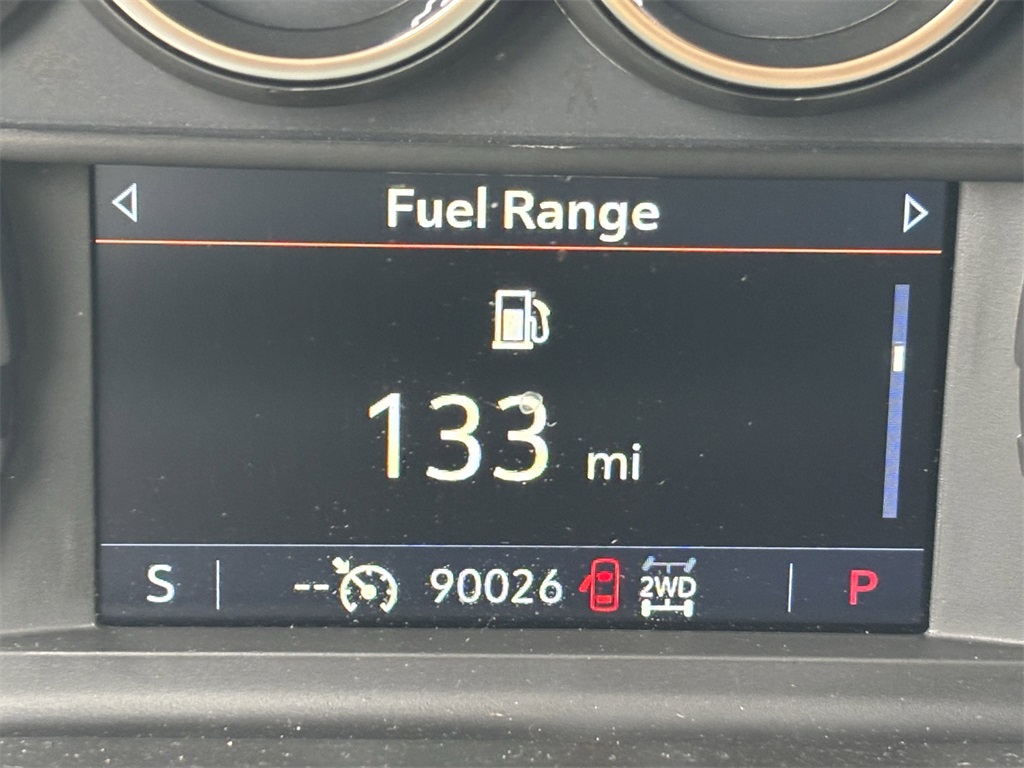 Fuel Range
133 mi
S -- 90026 2WD P